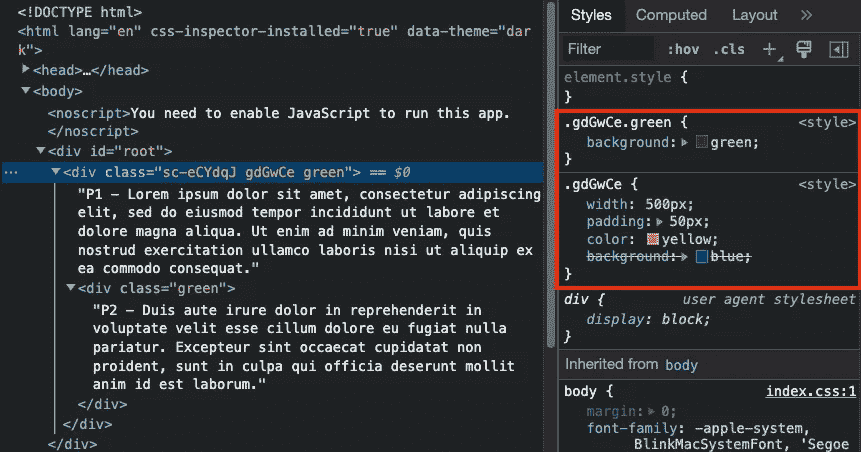 <!DOCTYPE html>
<html lang="en" css-inspector-installed="true" data-theme="dar
k">
<head>…</head>
<body>
<noscript>You need to enable JavaScript to run this app.
</noscript>
<div id="root">
<div class="sc-eCYdqJ gdGwCe green"> == $0
"P1 – Lorem ipsum dolor sit amet, consectetur adipiscing
elit, sed do eiusmod tempor incididunt ut labore et
dolore magna aliqua. Ut enim ad minim veniam, quis
nostrud exercitation ullamco laboris nisi ut aliquip ex
ea commodo consequat."
<div class="green">
"P2 – Duis aute irure dolor in reprehenderit in
voluptate velit esse cillum dolore eu fugiat nulla
pariatur. Excepteur sint occaecat cupidatat non
proident, sunt in culpa qui officia deserunt mollit
anim id est laborum."
</div>
</div>
</div>
Styles Computed Layout »
Filter :hov .cls +
element.style {
}
.gdGwCe.green { <style>
background: green;
}
.gdGwCe { <style>
width: 500px;
padding: 50px;
color: yellow;
background: blue;
}
div { user agent stylesheet
display: block;
}
Inherited from body
body { index.css:1
margin: 0;
font-family: -apple-system,
BlinkMacSystemFont, 'Segoe